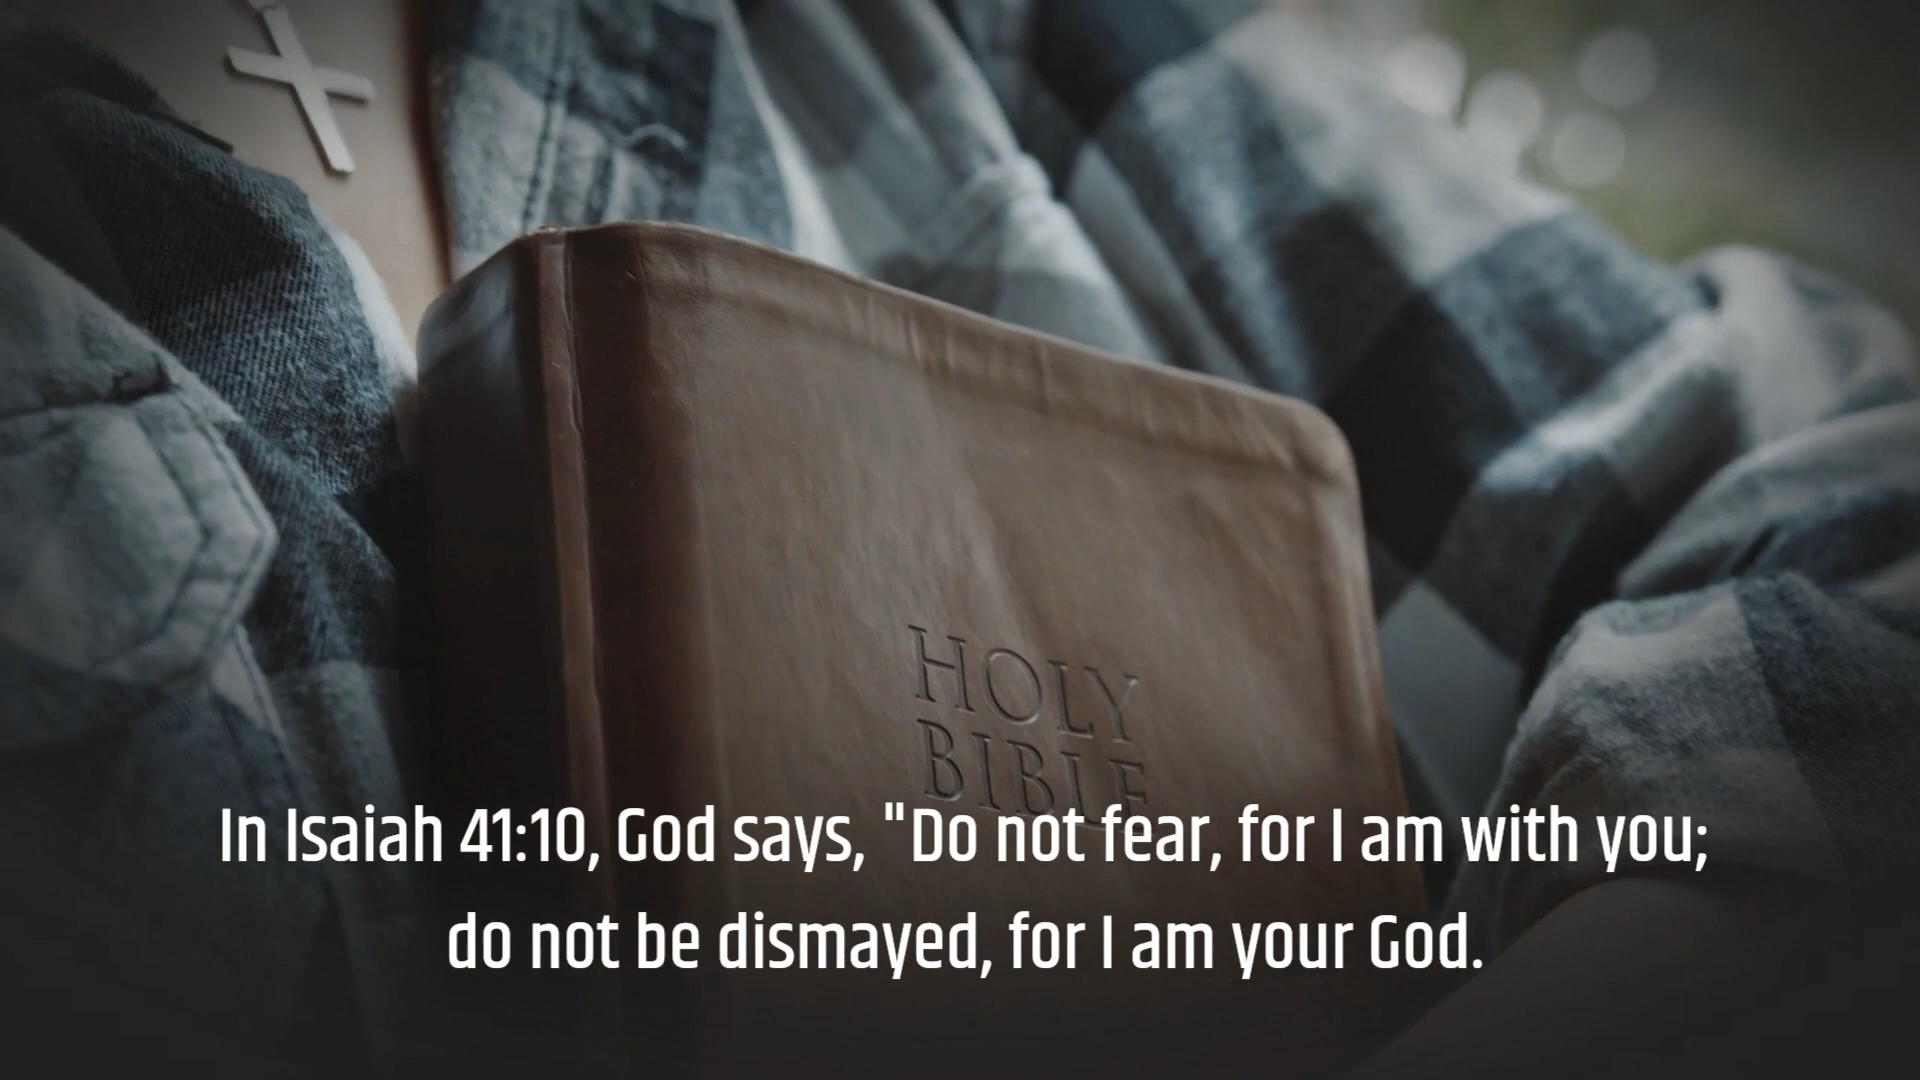 HOLY
BIBLE
In Isaiah 41:10, God says, "Do not fear, for I am with you;
do not be dismayed, for I am your God.